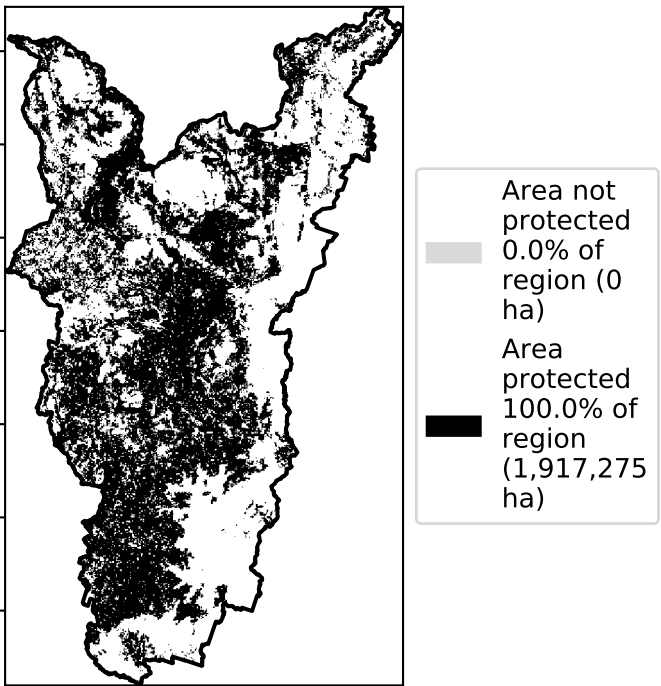 Area not
protected
0.0% of
region (0
ha)
Area
protected
100.0% of
region
(1,917,275
ha)